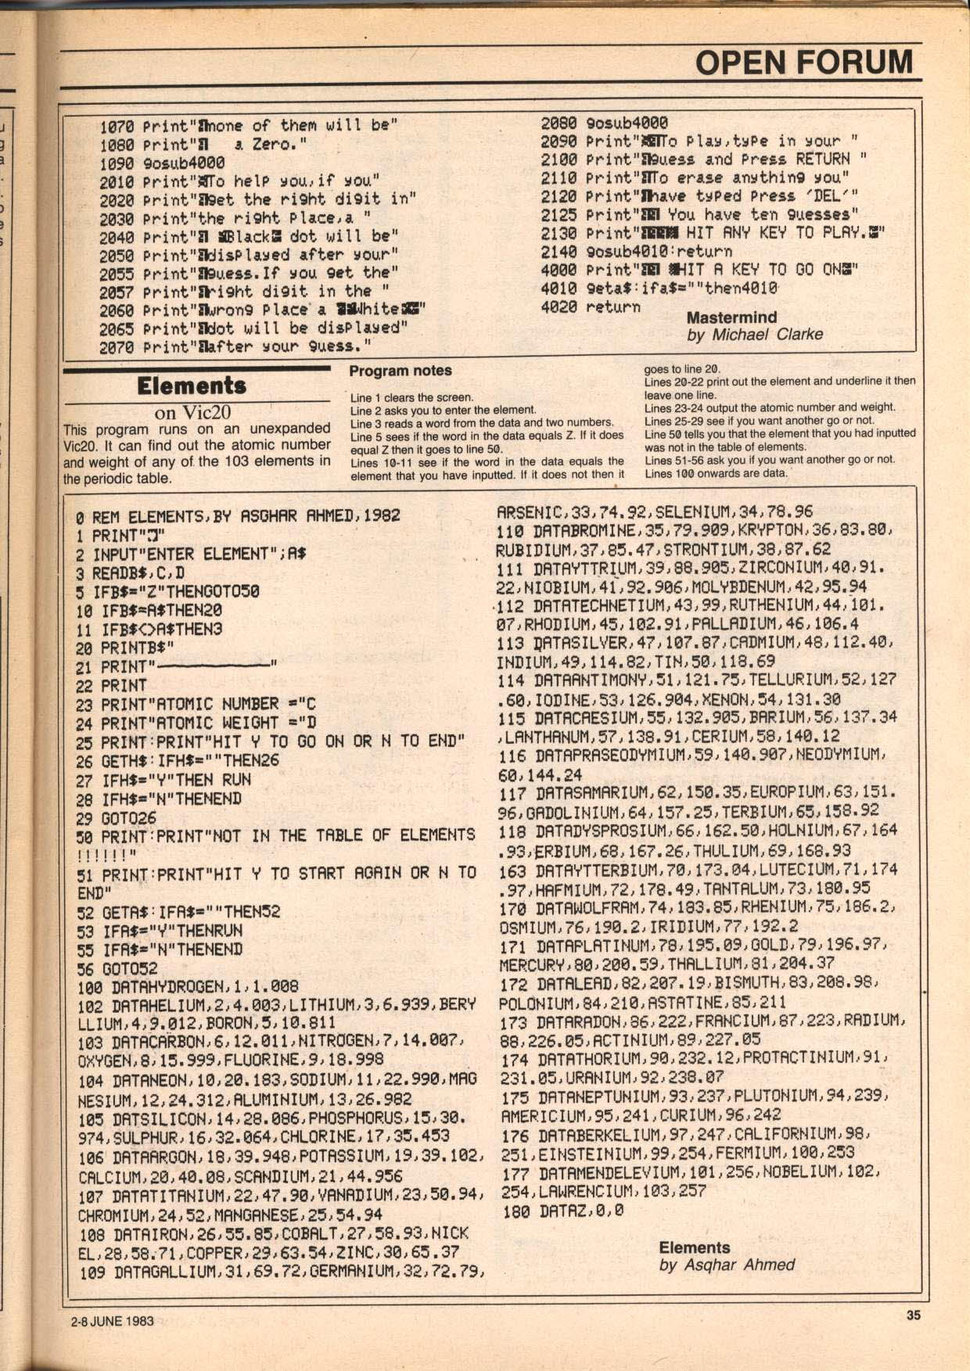 OPEN FORUM
1070 Print"none of them will be"
1080 Print" a Zero."
1090 gosub4000
2010 Print"To help you,if you"
2020 Print"get the right digit in"
2030 Print"the right Place,a "
2040 Print" Black dot will be"
2050 Print"displayed after your"
2055 Print"guess.If you get the"
2057 Print"right digit in the "
2060 Print"wrong Place a White"
2065 Print"dot will be displayed"
2070 Print"after your guess."
2080 gosub4000
2090 Print"To Play,type in your "
2100 Print"guess and Press RETURN "
2110 Print"To erase anything you"
2120 Print"have typed Press 'DEL'"
2125 Print" You have ten guesses"
2130 Print" HIT ANY KEY TO PLAY."
2140 gosub4010:return
4000 Print" HIT A KEY TO GO ON"
4010 geta$:ifa$=""then4010
4020 return
Mastermind
by Michael Clarke
Elements
on Vic20
This program runs on an unexpanded
Vic20. It can find out the atomic number
and weight of any of the 103 elements in
the periodic table.
Program notes
Line 1 clears the screen.
Line 2 asks you to enter the element.
Line 3 reads a word from the data and two numbers.
Line 5 sees if the word in the data equals Z. If it does
equal Z then it goes to line 50.
Lines 10-11 see if the word in the data equals the
element that you have inputted. If it does not then it
goes to line 20.
Lines 20-22 print out the element and underline it then
leave one line.
Lines 23-24 output the atomic number and weight.
Lines 25-29 see if you want another go or not.
Line 50 tells you that the element that you had inputted
was not in the table of elements.
Lines 51-56 ask you if you want another go or not.
Lines 100 onwards are data.
0 REM ELEMENTS,BY ASGHAR AHMED,1982
1 PRINT""
2 INPUT"ENTER ELEMENT";A$
3 READB$,C,D
5 IFB$="Z"THENGOTO50
10 IFB$=A$THEN20
11 IFB$<>A$THEN3
20 PRINTB$"
21 PRINT"——————"
22 PRINT
23 PRINT"ATOMIC NUMBER ="C
24 PRINT"ATOMIC WEIGHT ="D
25 PRINT:PRINT"HIT Y TO GO ON OR N TO END"
26 GETH$:IFH$=""THEN26
27 IFH$="Y"THEN RUN
28 IFH$="N"THENEND
29 GOTO26
50 PRINT:PRINT"NOT IN THE TABLE OF ELEMENTS
!!!!!!"
51 PRINT:PRINT"HIT Y TO START AGAIN OR N TO
END"
52 GETA$:IFA$=""THEN52
53 IFA$="Y"THENRUN
55 IFA$="N"THENEND
56 GOTO52
100 DATAHYDROGEN,1,1.008
102 DATAHELIUM,2,4.003,LITHIUM,3,6.939,BERY
LLIUM,4,9.012,BORON,5,10.811
103 DATACARBON,6,12.011,NITROGEN,7,14.007,
OXYGEN,8,15.999,FLUORINE,9,18.998
104 DATANEON,10,20.183,SODIUM,11,22.990,MAG
NESIUM,12,24.312,ALUMINIUM,13,26.982
105 DATSILICON,14,28.086,PHOSPHORUS,15,30.
974,SULPHUR,16,32.064,CHLORINE,17,35.453
106 DATAARGON,18,39.948,POTASSIUM,19,39.102,
CALCIUM,20,40.08,SCANDIUM,21,44.956
107 DATATITANIUM,22,47.90,VANADIUM,23,50.94,
CHROMIUM,24,52,MANGANESE,25,54.94
108 DATAIRON,26,55.85,COBALT,27,58.93,NICK
EL,28,58.71,COPPER,29,63.54,ZINC,30,65.37
109 DATAGALLIUM,31,69.72,GERMANIUM,32,72.79,
ARSENIC,33,74.92,SELENIUM,34,78.96
110 DATABROMINE,35,79.909,KRYPTON,36,83.80,
RUBIDIUM,37,85.47,STRONTIUM,38,87.62
111 DATAYTTRIUM,39,88.905,ZIRCONIUM,40,91.
22,NIOBIUM,41,92.906,MOLYBDENUM,42,95.94
112 DATATECHNETIUM,43,99,RUTHENIUM,44,101.
07,RHODIUM,45,102.91,PALLADIUM,46,106.4
113 DATASILVER,47,107.87,CADMIUM,48,112.40,
INDIUM,49,114.82,TIN,50,118.69
114 DATAANTIMONY,51,121.75,TELLURIUM,52,127
.60,IODINE,53,126.904,XENON,54,131.30
115 DATACAESIUM,55,132.905,BARIUM,56,137.34
,LANTHANUM,57,138.91,CERIUM,58,140.12
116 DATAPRASEODYMIUM,59,140.907,NEODYMIUM,
60,144.24
117 DATASAMARIUM,62,150.35,EUROPIUM,63,151.
96,GADOLINIUM,64,157.25,TERBIUM,65,158.92
118 DATADYSPROSIUM,66,162.50,HOLNIUM,67,164
.93,ERBIUM,68,167.26,THULIUM,69,168.93
163 DATAYTTERBIUM,70,173.04,LUTECIUM,71,174
.97,HAFMIUM,72,178.49,TANTALUM,73,180.95
170 DATAWOLFRAM,74,183.85,RHENIUM,75,186.2,
OSMIUM,76,190.2,IRIDIUM,77,192.2
171 DATAPLATINUM,78,195.09,GOLD,79,196.97,
MERCURY,80,200.59,THALLIUM,81,204.37
172 DATALEAD,82,207.19,BISMUTH,83,208.98,
POLONIUM,84,210,ASTATINE,85,211
173 DATARADON,86,222,FRANCIUM,87,223,RADIUM,
88,226.05,ACTINIUM,89,227.05
174 DATATHORIUM,90,232.12,PROTACTINIUM,91,
231.05,URANIUM,92,238.07
175 DATANEPTUNIUM,93,237,PLUTONIUM,94,239,
AMERICIUM,95,241,CURIUM,96,242
176 DATABERKELIUM,97,247,CALIFORNIUM,98,
251,EINSTEINIUM,99,254,FERMIUM,100,253
177 DATAMENDELEVIUM,101,256,NOBELIUM,102,
254,LAWRENCIUM,103,257
180 DATAZ,0,0
Elements
by Asqhar Ahmed
2-8 JUNE 1983
35